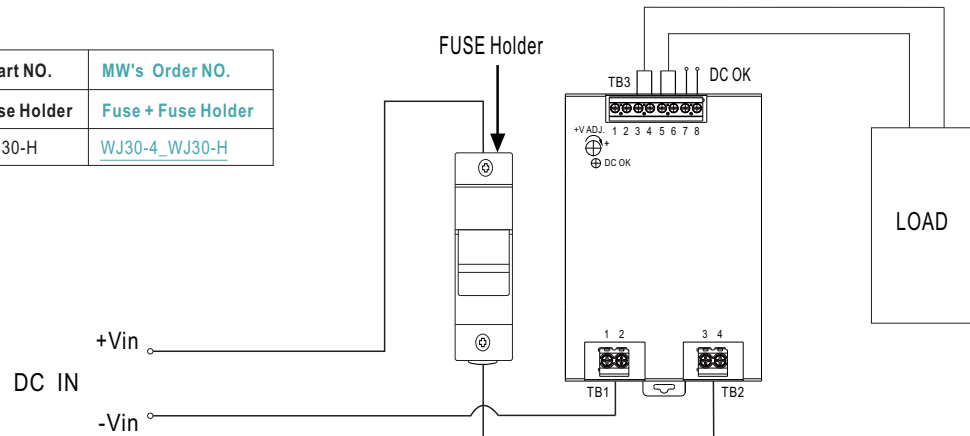 FUSE Holder
art NO. MW's Order NO.
se Holder Fuse + Fuse Holder
30-H WJ30-4_WJ30-H
TB3 DC OK
1 2 3 4 5 6 7 8
+V ADJ.
+
DC OK
LOAD
+Vin
DC IN
-Vin
1 2
3 4
TB1
TB2